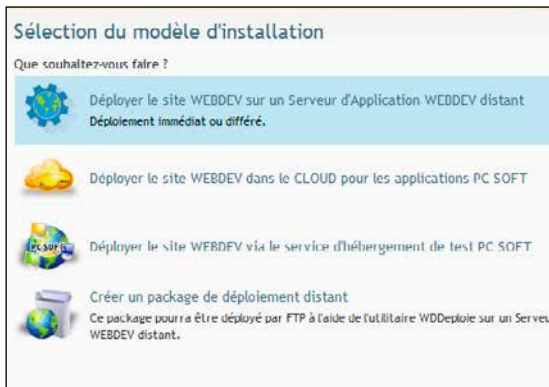 Sélection du modèle d'installation
Que souhaitez-vous faire ?
Déployer le site WEBDEV sur un Serveur d'Application WEBDEV distant
Déploiement immédiat ou différé.
Déployer le site WEBDEV dans le CLOUD pour les applications PC SOFT
PC SOFT
Déployer le site WEBDEV via le service d'hébergement de test PC SOFT
Créer un package de déploiement distant
Ce package pourra être déployé par FTP à l'aide de l'utilitaire WDDeploie sur un Serveu
WEBDEV distant.